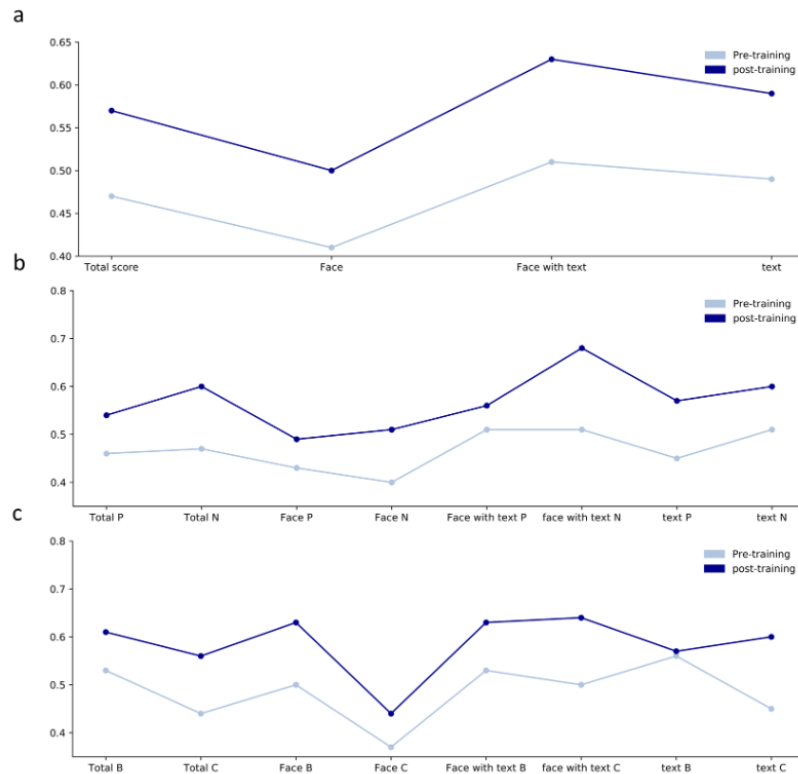 a
0.65
Pre-training
post-training
0.60
0.55
0.50
0.45
0.40
Total score Face Face with text text
b
0.8
Pre-training
post-training
0.7
0.6
0.5
0.4
Total P Total N Face P Face N Face with text P face with text N text P text N
c
0.8
Pre-training
post-training
0.7
0.6
0.5
0.4
Total B Total C Face B Face C Face with text B face with text C text B text C